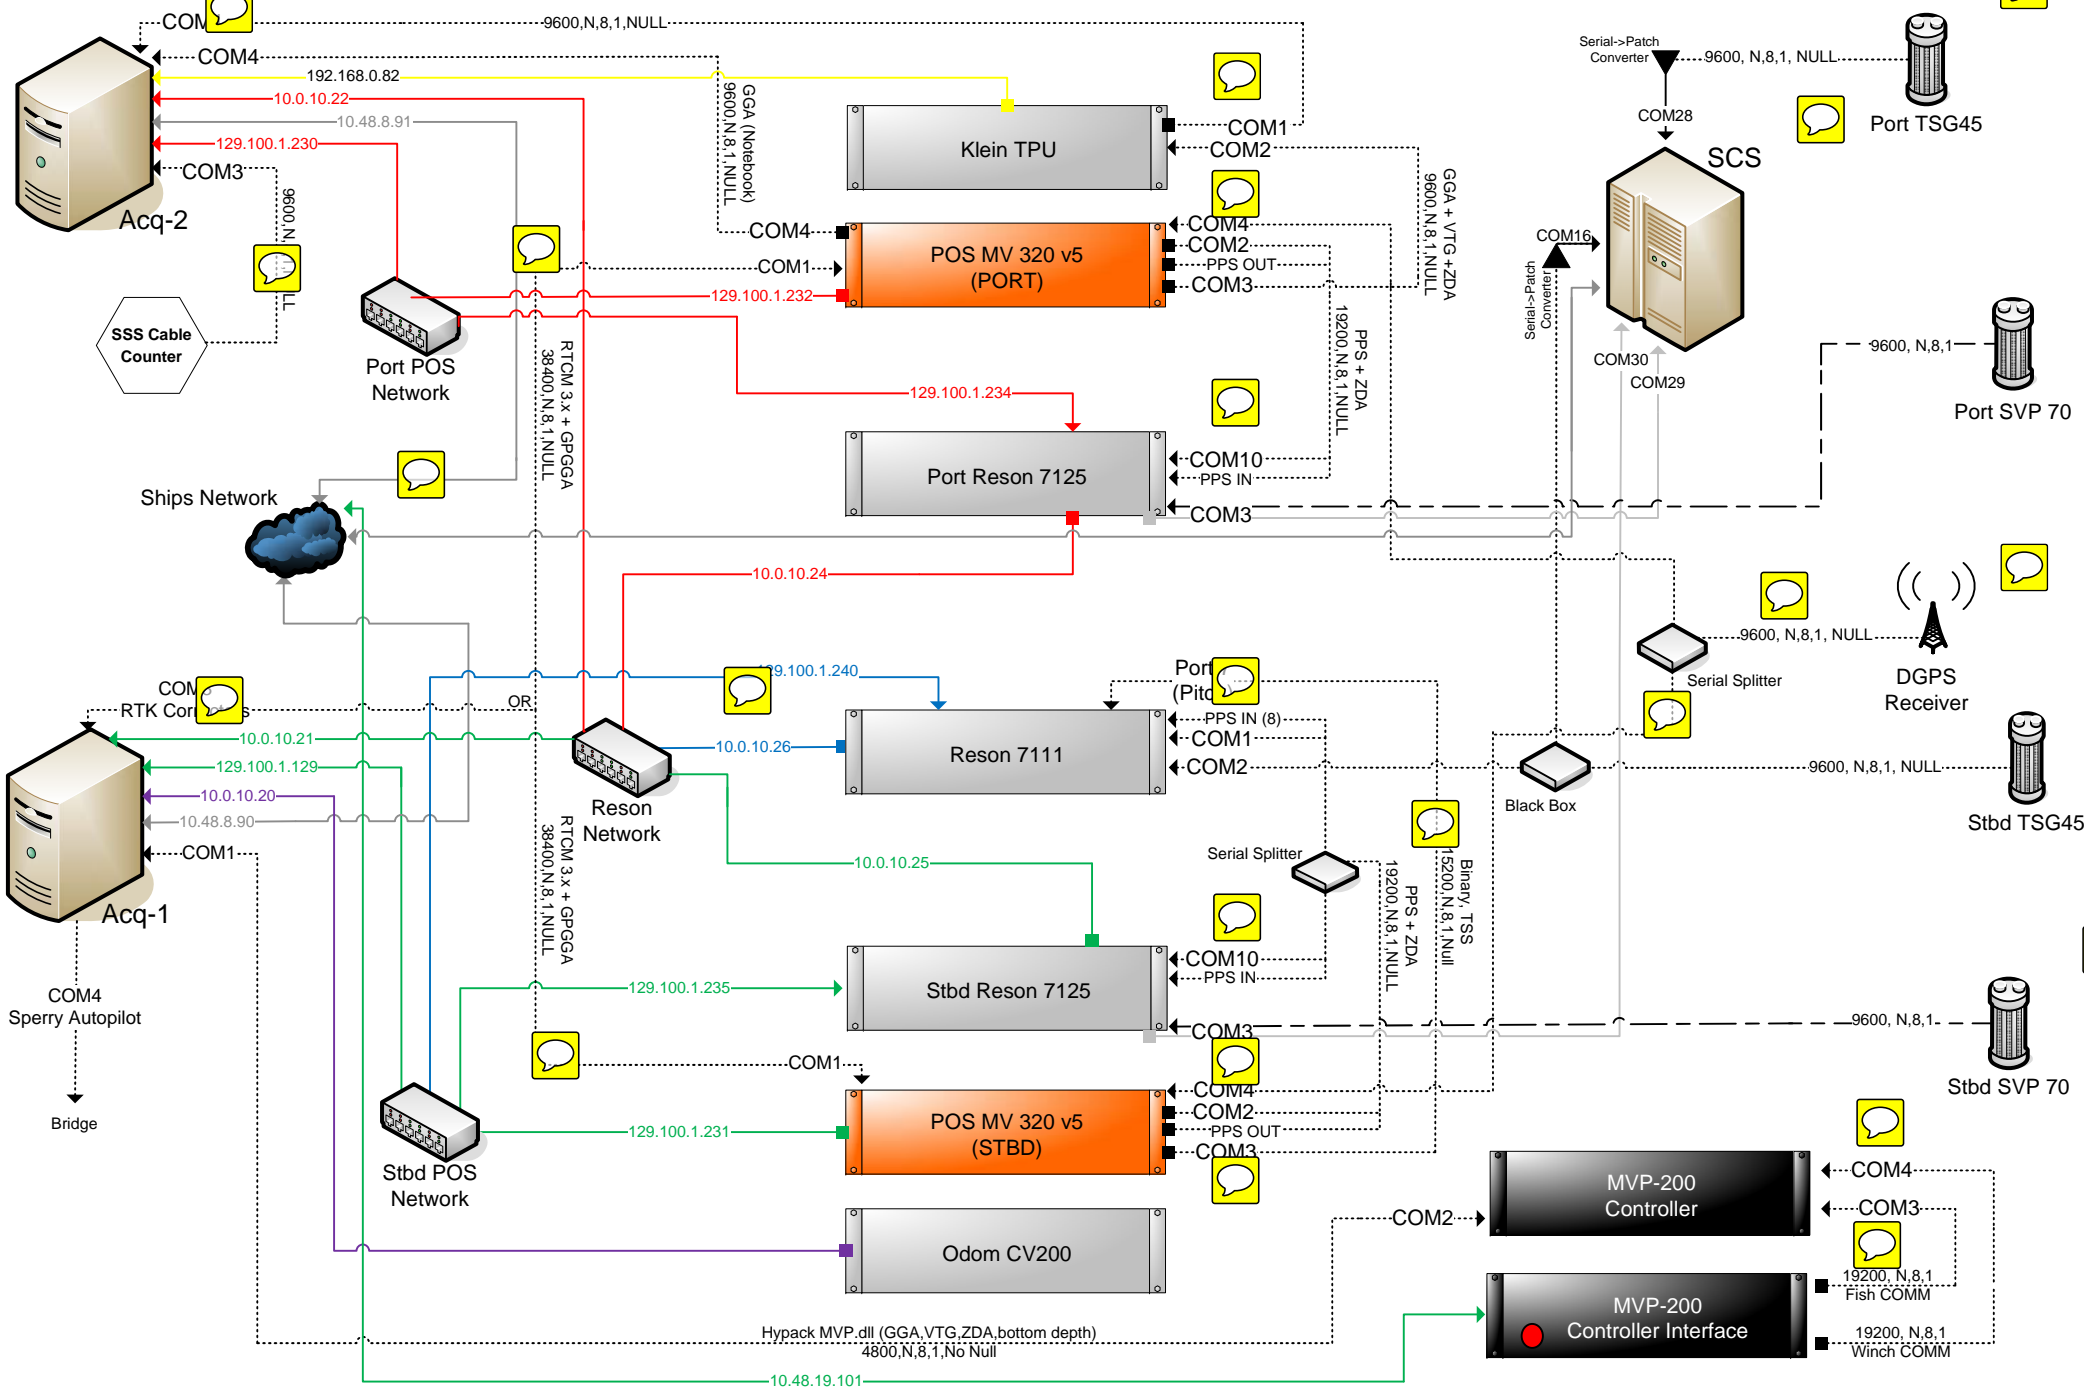 9600,N,8,1,NULL
COM4
192.168.0.82
10.0.10.22
10.48.8.91
129.100.1.230
COM3
Acq-2
9600,N,
SSS Cable
Counter
GGA (Notebook)
9600,N,8,1,NULL
Klein TPU
COM1
COM2
GGA + VTG +ZDA
9600,N,8,1,NULL
COM4
COM1
129.100.1.232
POS MV 320 v5
(PORT)
COM4
COM2
PPS OUT
COM3
PPS + ZDA
19200,N,8,1,NULL
Port POS
Network
RTCM 3.x + GPGGA
38400,N,8,1,NULL
129.100.1.234
Port Reson 7125
COM10
PPS IN
COM3
Serial->Patch
Converter
9600, N,8,1, NULL
Port TSG45
COM28
SCS
COM16
Serial->Patch
Converter
COM30
COM29
9600, N,8,1
Port SVP 70
Ships Network
10.0.10.24
9600, N,8,1, NULL
Serial Splitter
DGPS
Receiver
RTK
OR
129.100.1.240
10.0.10.21
129.100.1.129
10.0.10.20
10.48.8.90
COM1
Acq-1
10.0.10.26
Reson
Network
Reson 7111
Port
PPS IN (8)
COM1
COM2
Black Box
9600, N,8,1, NULL
Stbd TSG45
RTCM 3.x + GPGGA
38400,N,8,1,NULL
10.0.10.25
Serial Splitter
PPS + ZDA
19200,N,8,1,NULL
Binary, TSS
15200,N,8,1,Null
COM4
Sperry Autopilot
Bridge
129.100.1.235
Stbd Reson 7125
COM10
PPS IN
COM3
9600, N,8,1
Stbd SVP 70
COM1
129.100.1.231
Stbd POS
Network
POS MV 320 v5
(STBD)
COM4
COM2
PPS OUT
COM3
Odom CV200
COM2
MVP-200
Controller
COM4
COM3
MVP-200
Controller Interface
19200, N,8,1
Fish COMM
19200, N,8,1
Winch COMM
Hypack MVP.dll (GGA,VTG,ZDA,bottom depth)
4800,N,8,1,No Null
10.48.19.101